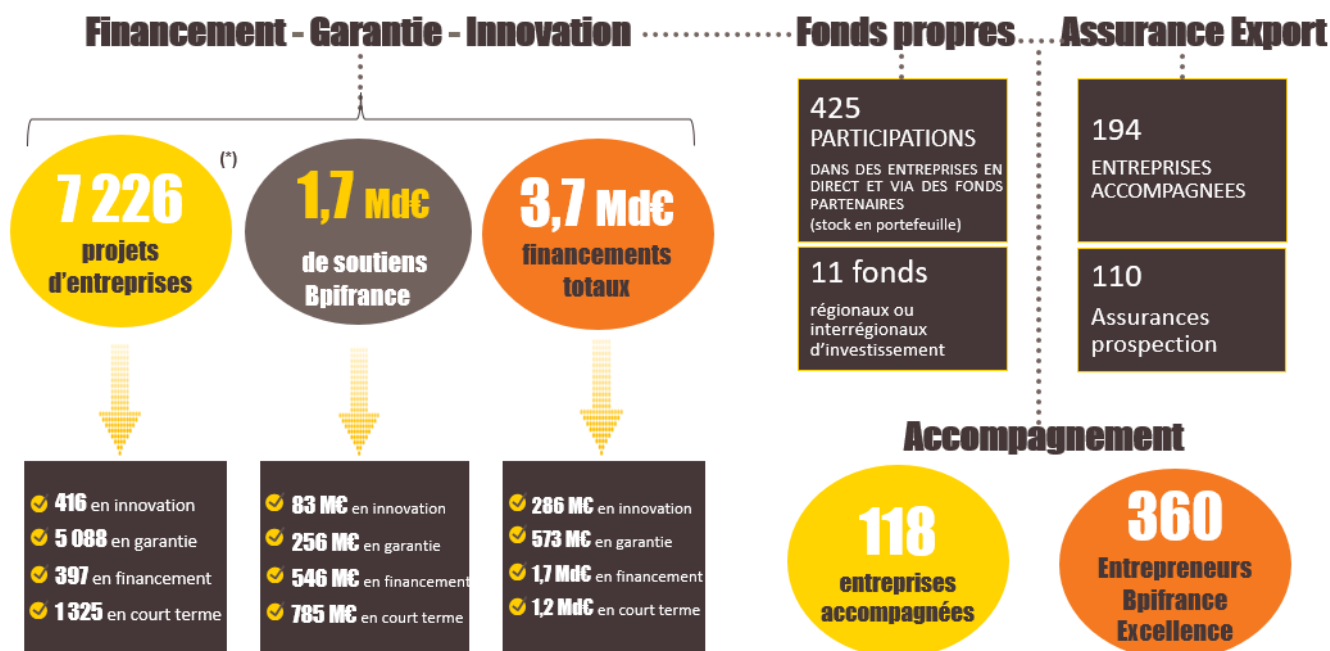 Financement - Garantie - Innovation
Fonds propres
Assurance Export
7 226
(*)
projets
d'entreprises
1,7 Md€
de soutiens
Bpifrance
3,7 Md€
financements
totaux
416 en innovation
5 088 en garantie
397 en financement
1 325 en court terme
83 M€ en innovation
256 M€ en garantie
546 M€ en financement
785 M€ en court terme
286 M€ en innovation
573 M€ en garantie
1,7 Md€ en financement
1,2 Md€ en court terme
425
PARTICIPATIONS
DANS DES ENTREPRISES EN
DIRECT ET VIA DES FONDS
PARTENAIRES
(stock en portefeuille)
11 fonds
régionaux ou
interrégionaux
d'investissement
194
ENTREPRISES
ACCOMPAGNEES
110
Assurances
prospection
Accompagnement
118
entreprises
accompagnées
360
Entrepreneurs
Bpifrance
Excellence